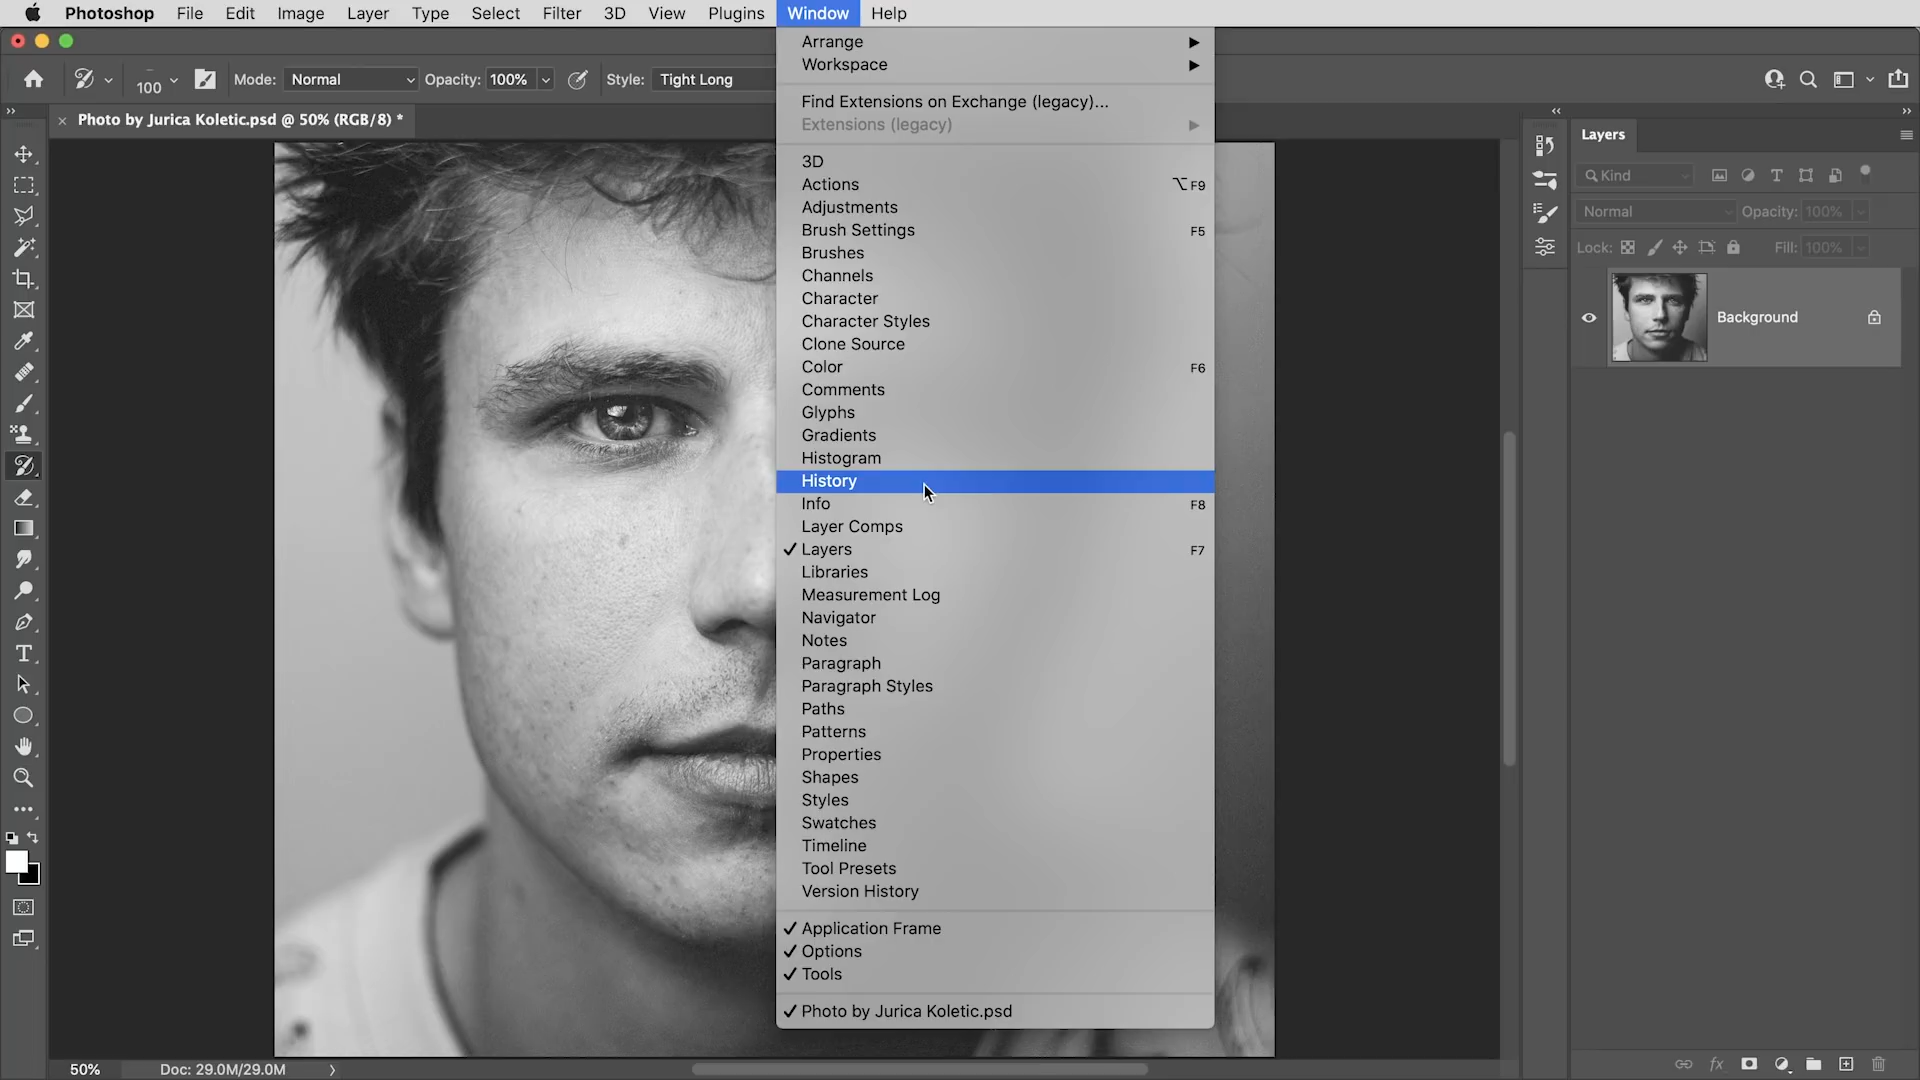 Photoshop File Edit Image Layer Type Select Filter 3D View Plugins Window Help
100 Mode: Normal Opacity: 100% Style: Tight Long
× Photo by Jurica Koletic.psd @ 50% (RGB/8) *
Arrange
Workspace
Find Extensions on Exchange (legacy)...
Extensions (legacy)
3D
Actions ⌥F9
Adjustments
Brush Settings F5
Brushes
Channels
Character
Character Styles
Clone Source
Color F6
Comments
Glyphs
Gradients
Histogram
History
Info F8
Layer Comps
✓ Layers F7
Libraries
Measurement Log
Navigator
Notes
Paragraph
Paragraph Styles
Paths
Patterns
Properties
Shapes
Styles
Swatches
Timeline
Tool Presets
Version History
✓ Application Frame
✓ Options
✓ Tools
✓ Photo by Jurica Koletic.psd
Layers
Kind
Normal Opacity: 100%
Lock: Fill: 100%
Background
fx
50% Doc: 29.0M/29.0M